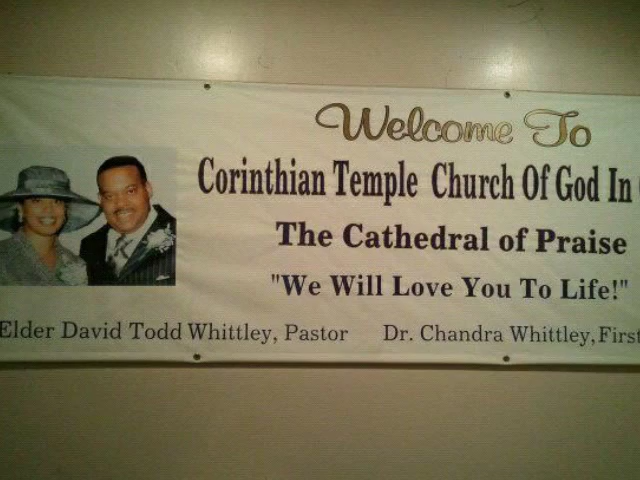 Welcome To
Corinthian Temple Church Of God In
The Cathedral of Praise
"We Will Love You To Life!"
Elder David Todd Whittley, Pastor Dr. Chandra Whittley, First